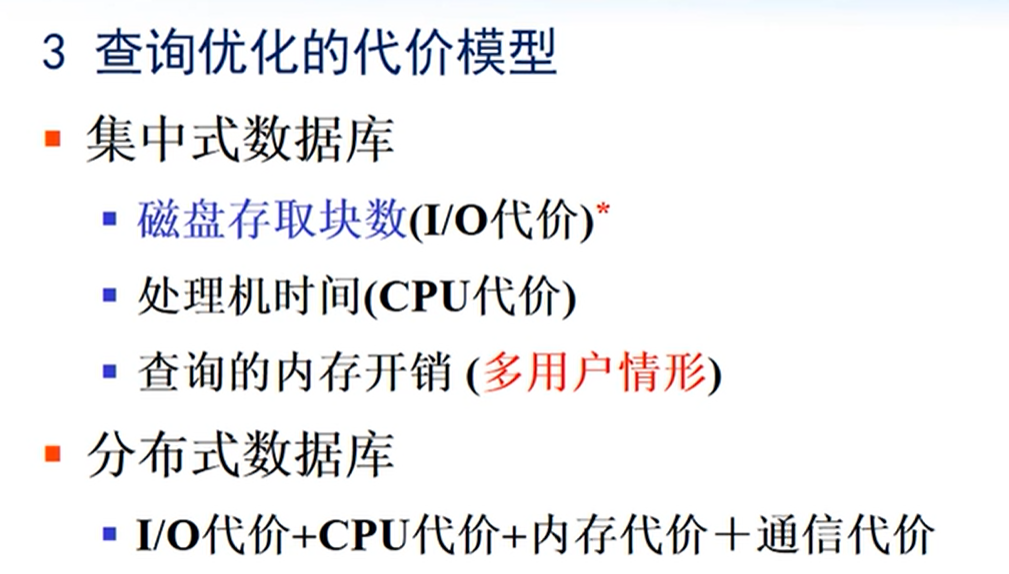 3 查询优化的代价模型
集中式数据库
磁盘存取块数(I/O代价)*
处理机时间(CPU代价)
查询的内存开销 (多用户情形)
分布式数据库
I/O代价+CPU代价+内存代价＋通信代价